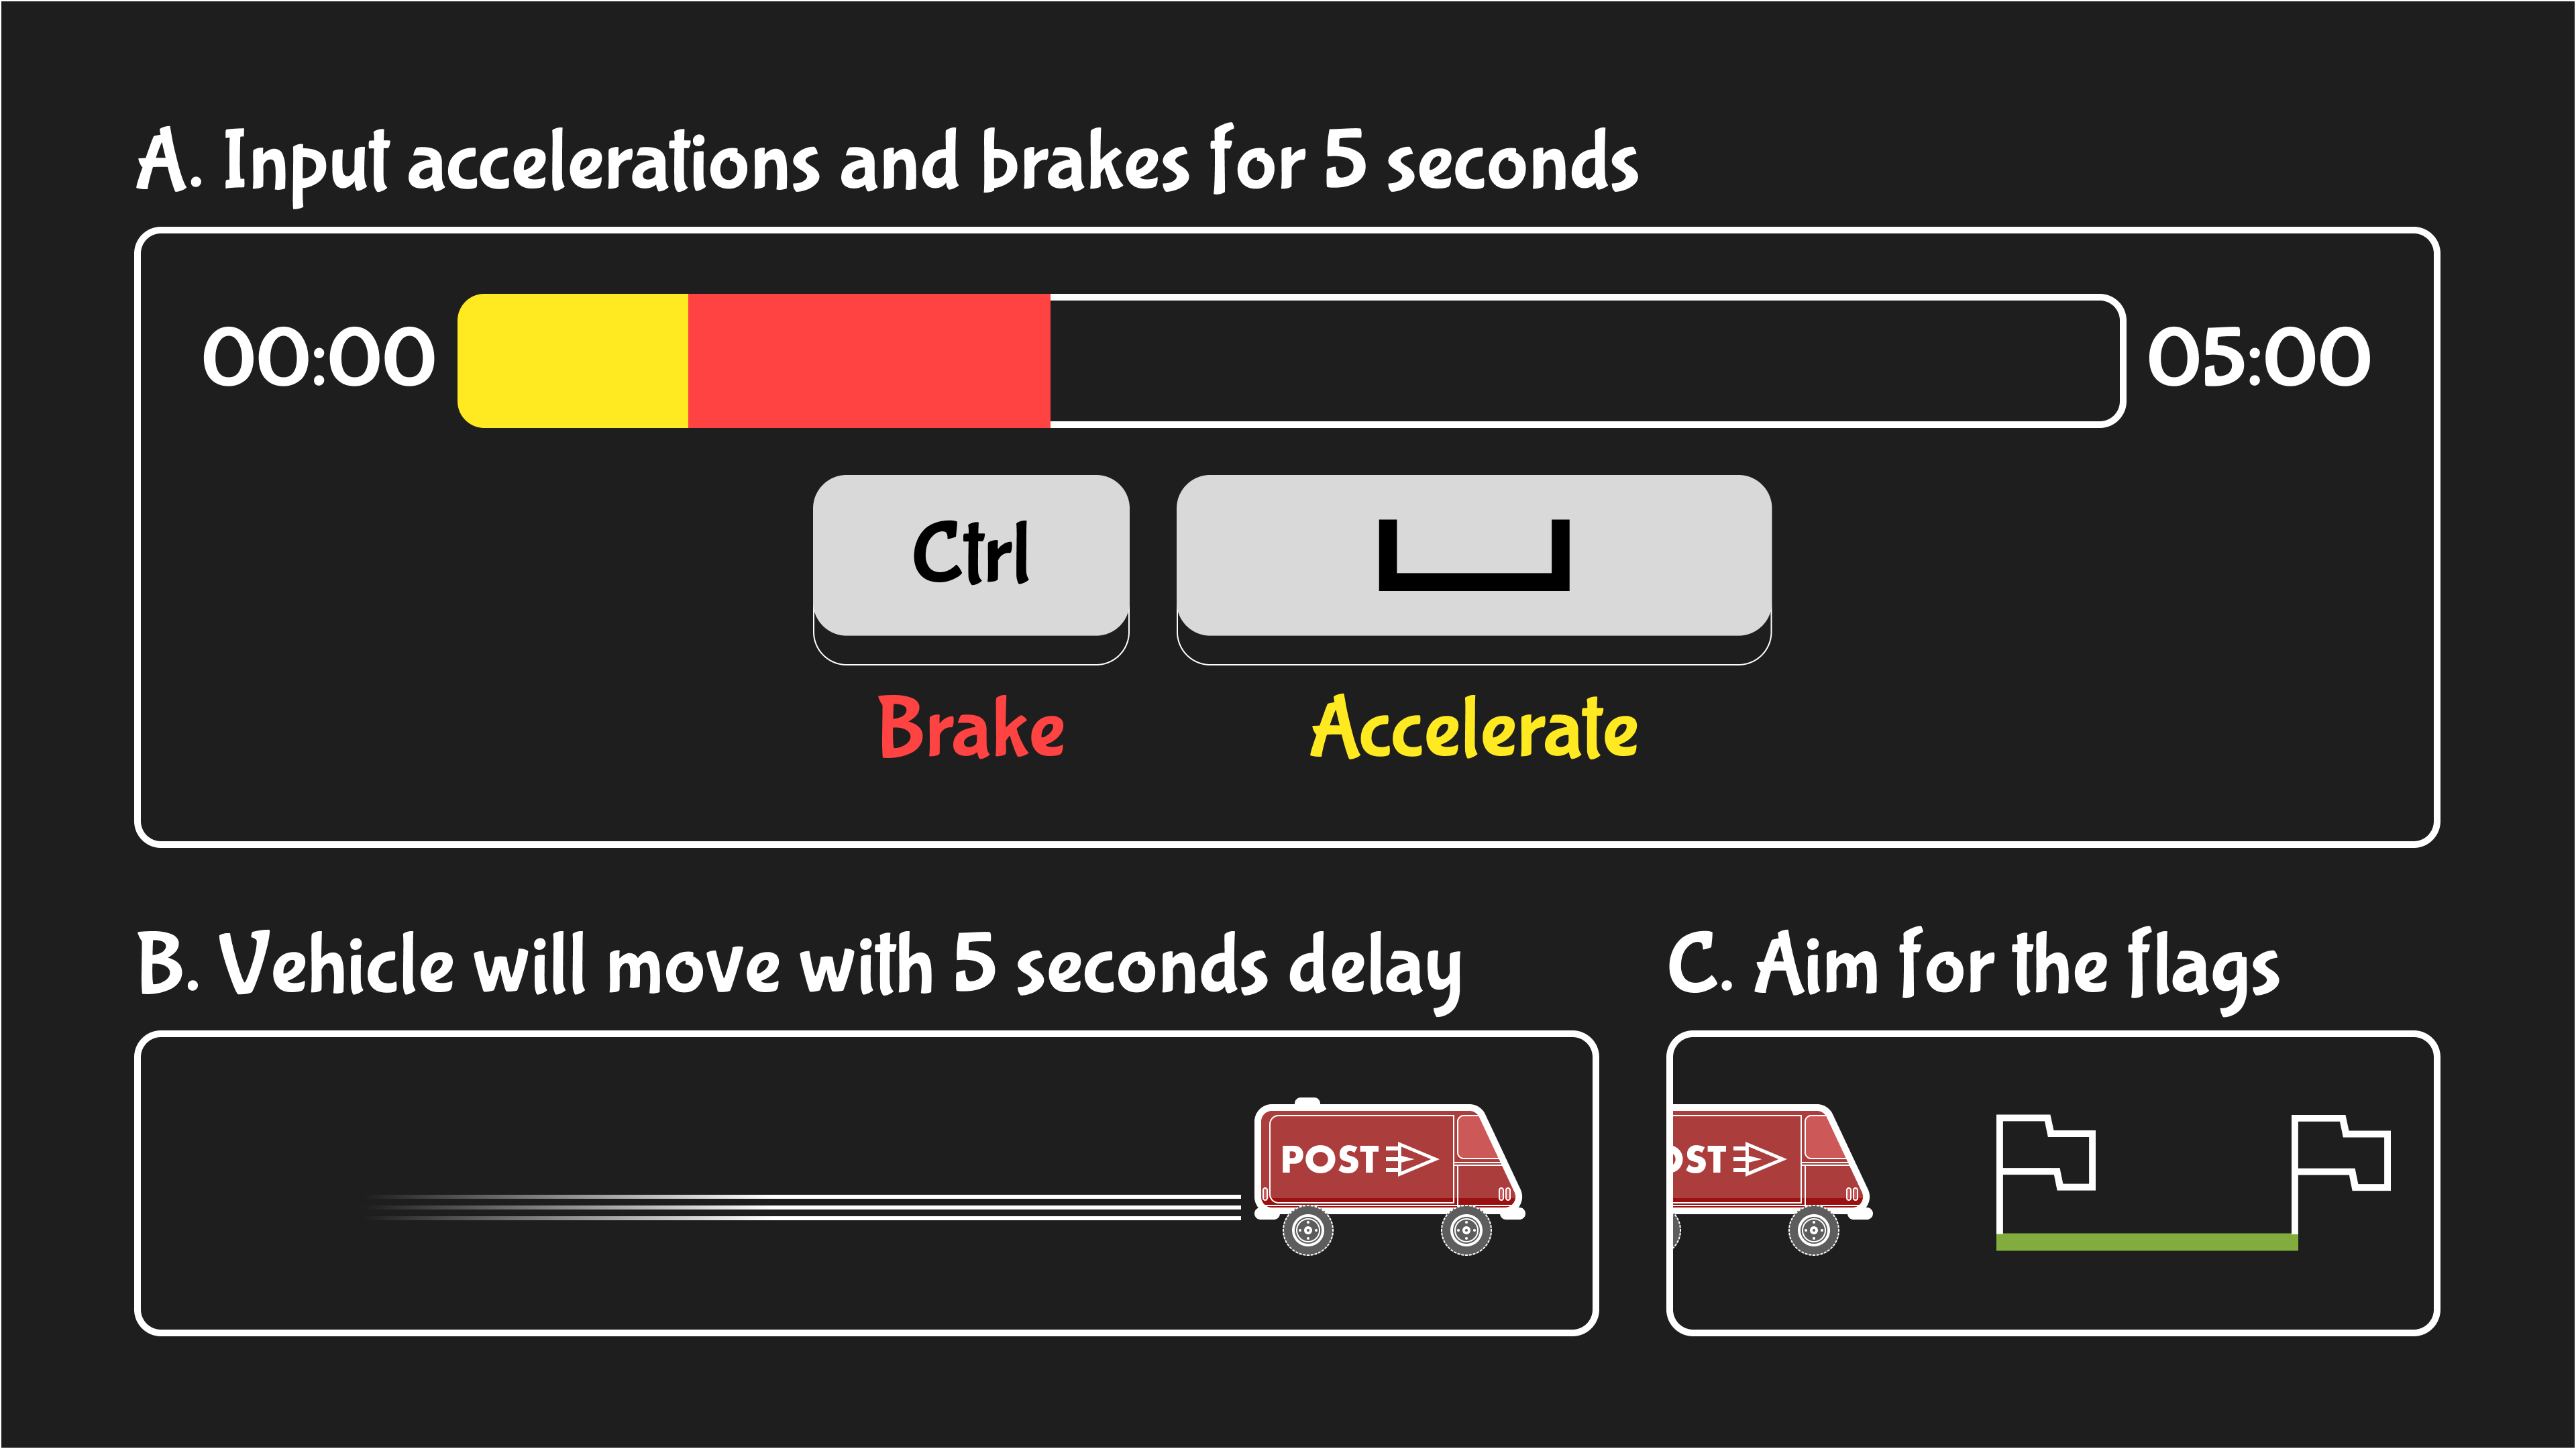 A. Input accelerations and brakes for 5 seconds
00:00 05:00
Ctrl
Brake Accelerate
B. Vehicle will move with 5 seconds delay
POST
C. Aim for the flags
OST